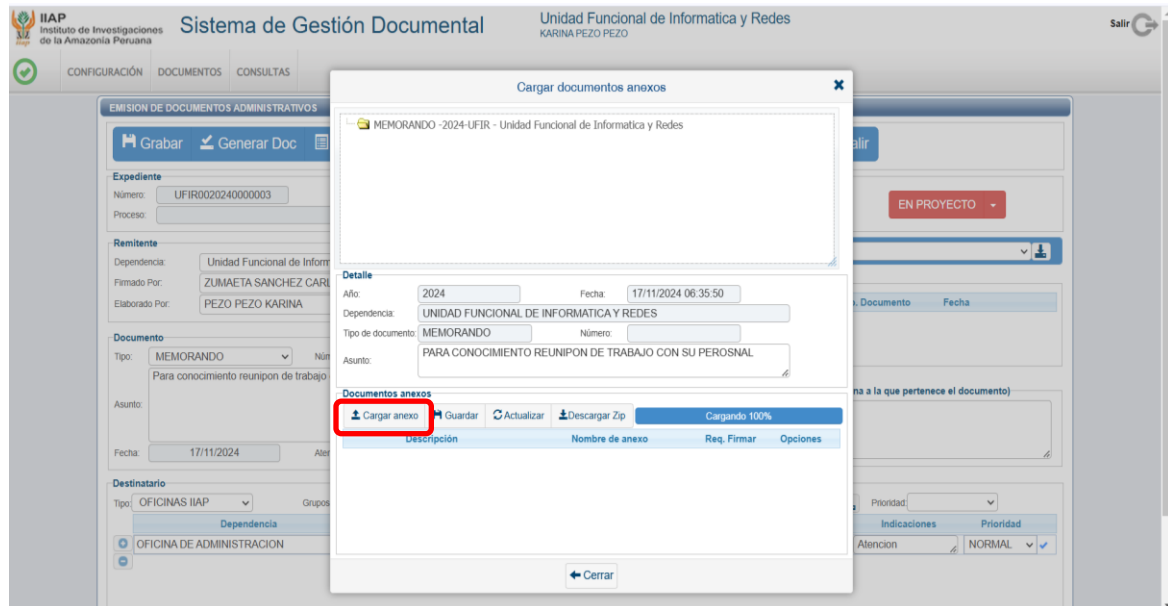 IIAP
Instituto de Investigaciones
de la Amazonía Peruana
Sistema de Gestión Documental
Unidad Funcional de Informatica y Redes
KARINA PEZO PEZO
Salir
CONFIGURACIÓN DOCUMENTOS CONSULTAS
EMISION DE DOCUMENTOS ADMINISTRATIVOS
Grabar Generar Doc
alir
Expediente
Número: UFIR0020240000003
Proceso:
EN PROYECTO
Remitente
Dependencia: Unidad Funcional de Inform
Firmado Por: ZUMAETA SANCHEZ CARL
Elaborado Por: PEZO PEZO KARINA
. Documento Fecha
Documento
Tipo: MEMORANDO Núm
Para conocimiento reunipon de trabajo
Asunto:
na a la que pertenece el documento)
Fecha: 17/11/2024 Aten
Destinatario
Tipo: OFICINAS IIAP Grupos
Prioridad:
Dependencia
Indicaciones Prioridad
OFICINA DE ADMINISTRACION
Atencion NORMAL
Cargar documentos anexos
MEMORANDO -2024-UFIR - Unidad Funcional de Informatica y Redes
Detalle
Año: 2024 Fecha: 17/11/2024 06:35:50
Dependencia: UNIDAD FUNCIONAL DE INFORMATICA Y REDES
Tipo de documento: MEMORANDO Número:
Asunto: PARA CONOCIMIENTO REUNIPON DE TRABAJO CON SU PEROSNAL
Documentos anexos
Cargar anexo Guardar Actualizar Descargar Zip Cargando 100%
Descripción Nombre de anexo Req. Firmar Opciones
Cerrar